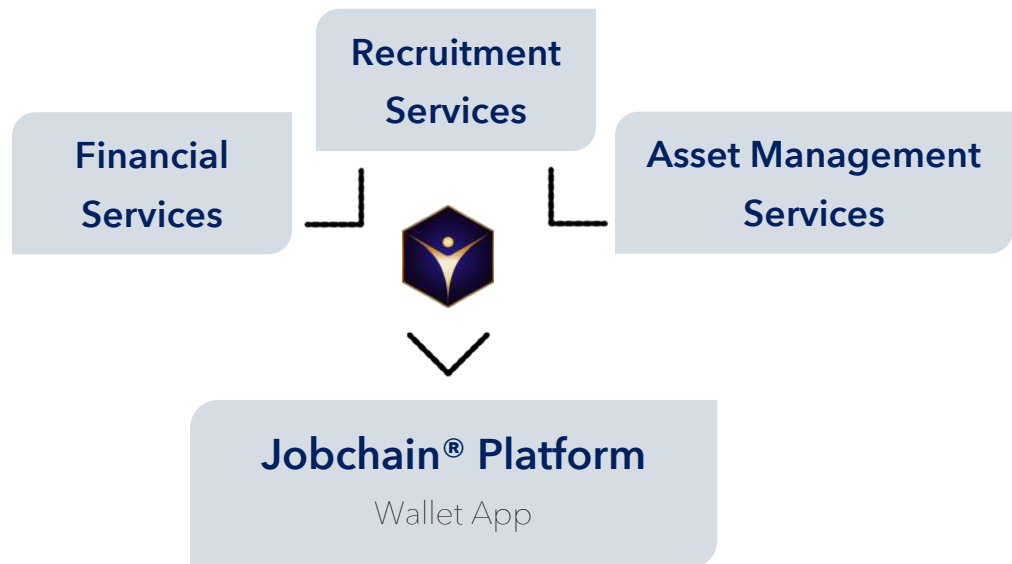 Recruitment
Services
Financial
Services
Asset Management
Services
Jobchain® Platform
Wallet App